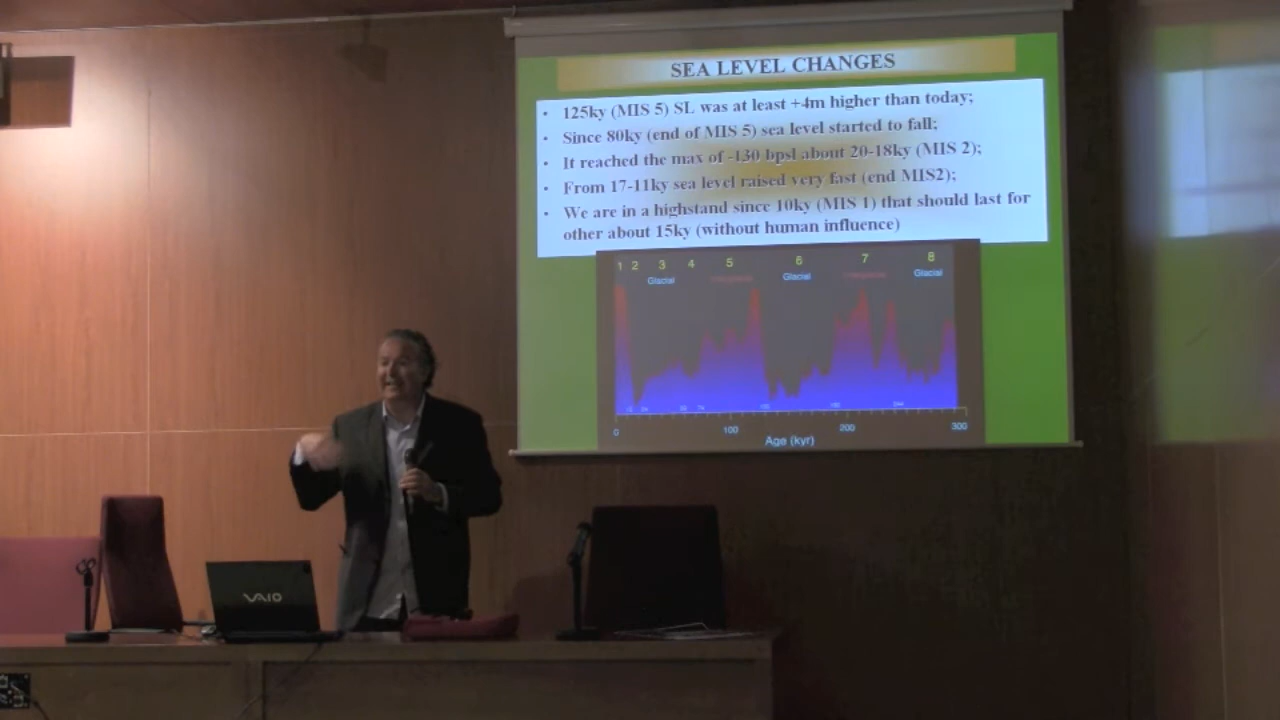 SEA LEVEL CHANGES
• 125ky (MIS 5) SL was at least +4m higher than today;
• Since 80ky (end of MIS 5) sea level started to fall;
• It reached the max of -130 bpsl about 20-18ky (MIS 2);
• From 17-11ky sea level raised very fast (end MIS2);
• We are in a highstand since 10ky (MIS 1) that should last for
other about 15ky (without human influence)
1 2 3 4 5 6 7 8
Glacial Glacial Glacial
0 100 200 300
Age (kyr)
VAIO